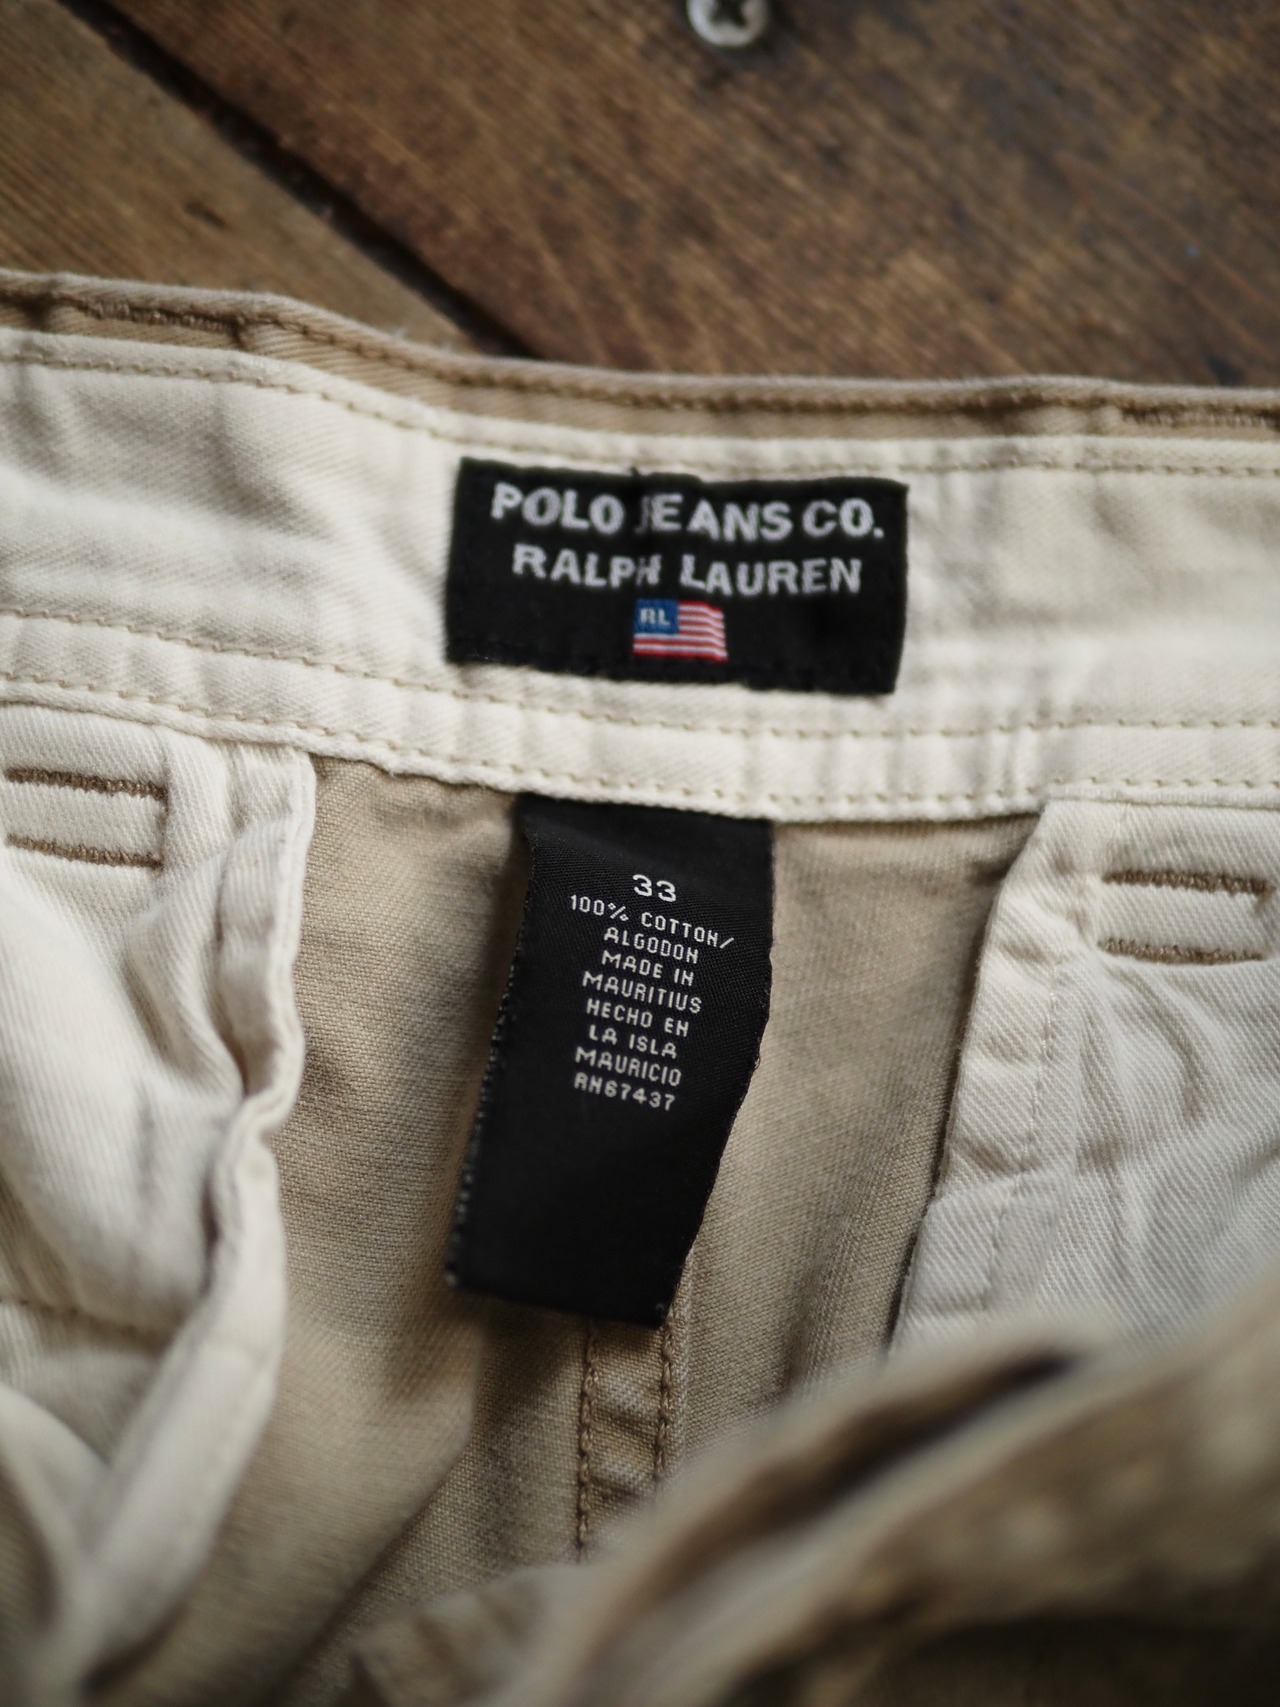 POLO JEANS CO.
RALPH LAUREN
RL
33
100% COTTON/
ALGODON
MADE IN
MAURITIUS
HECHO EN
LA ISLA
MAURICIO
RN67437